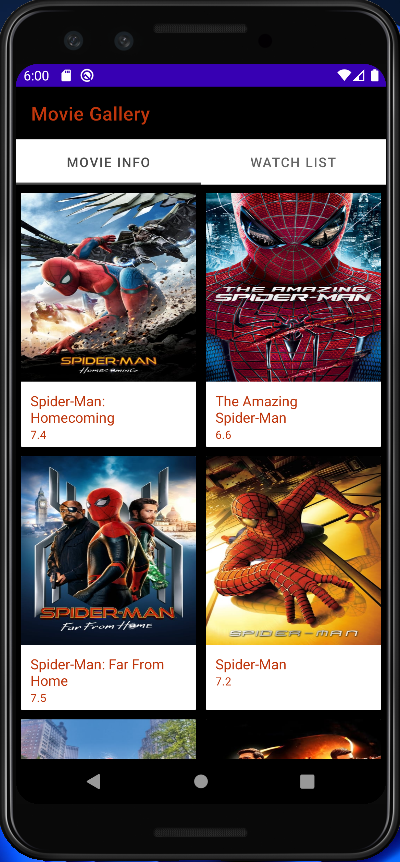 6:00
Movie Gallery
MOVIE INFO
WATCH LIST
SPIDER-MAN
HOMECOMING
THE AMAZING
SPIDER-MAN
Spider-Man:
Homecoming
7.4
The Amazing
Spider-Man
6.6
SPIDER-MAN
Far From Home
SPIDER-MAN
Spider-Man: Far From
Home
7.5
Spider-Man
7.2